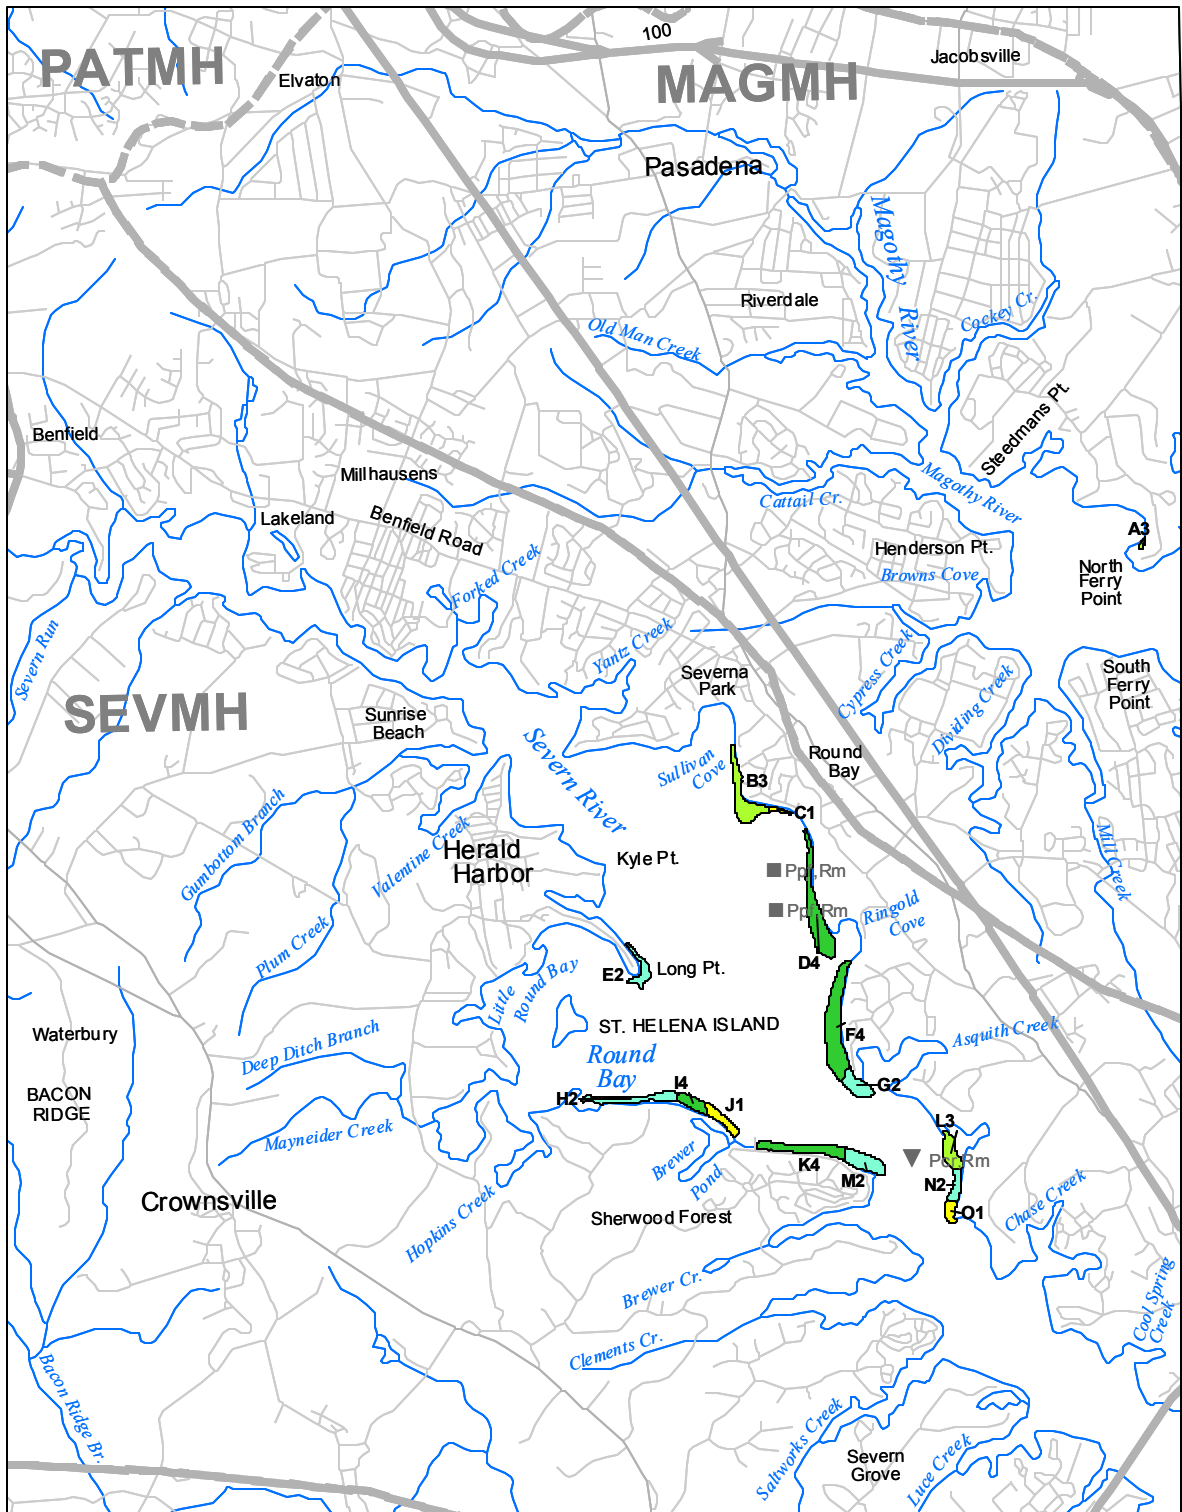 100
Jacobsville
PATMH
Elvaton
MAGMH
Pasadena
Magothy River
Riverdale
Cockey Cr.
Old Man Creek
Steedmans Pt.
Benfield
Millhausens
Cattail Cr.
Magothy River
Lakeland
Benfield Road
A3
Henderson Pt.
Browns Cove
North
Ferry
Point
Forked Creek
Severn Run
Yantz Creek
Severna
Park
Cypress Creek
Dividing Creek
South
Ferry
Point
SEVMH
Sunrise
Beach
Severn River
Sullivan
Cove
Round
Bay
B3
C1
Gumbottom Branch
Valentine Creek
Herald
Harbor
Kyle Pt.
Mill Creek
Ppf,Rm
Ppf,Rm
Ringold
Cove
Plum Creek
D4
E2
Long Pt.
Little
Round Bay
ST. HELENA ISLAND
Waterbury
Deep Ditch Branch
Round
Bay
F4
Asquith Creek
G2
BACON
RIDGE
H2
I4
J1
L3
Mayneider Creek
Brewer
Pond
K4
M2
Pcr,Rm
N2
O1
Chase Creek
Crownsville
Hopkins Creek
Sherwood Forest
Brewer Cr.
Cool Spring
Creek
Clements Cr.
Bacon Ridge Br.
Saltworks Creek
Severn
Grove
Luce Creek